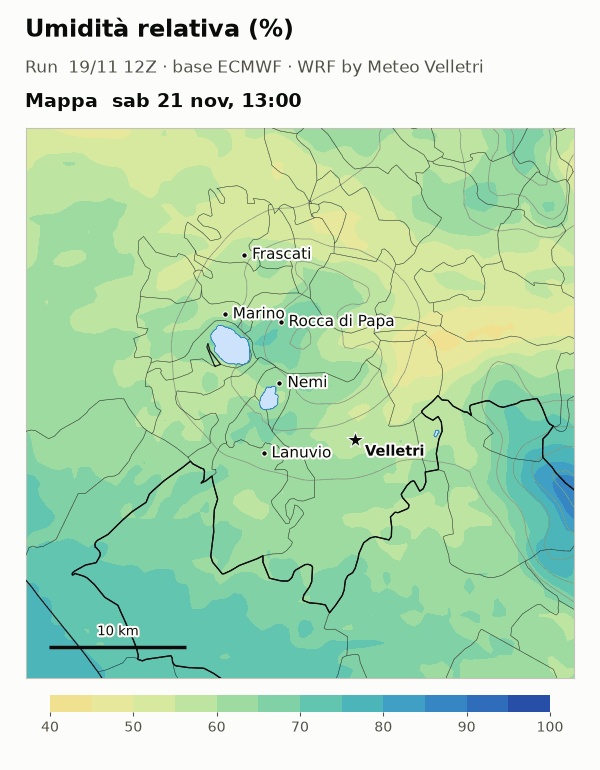 Umidità relativa (%)
Run  19/11 12Z · base ECMWF · WRF by Meteo Velletri
Mappa  sab 21 nov, 13:00
Frascati
Marino
Rocca di Papa
Nemi
Velletri
Lanuvio
10 km
40 50 60 70 80 90 100